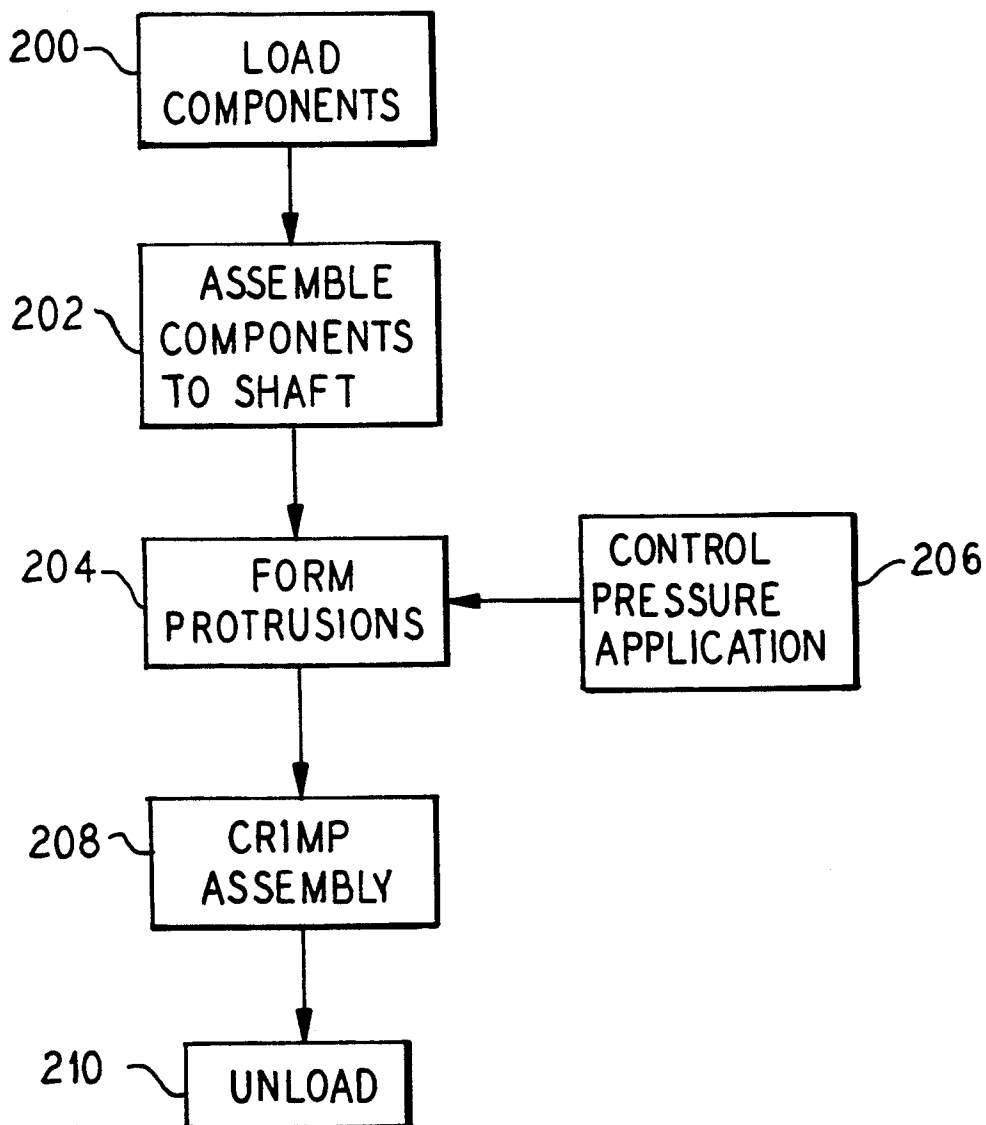 200
LOAD
COMPONENTS
202
ASSEMBLE
COMPONENTS
TO SHAFT
204
FORM
PROTRUSIONS
CONTROL
PRESSURE
APPLICATION
206
208
CRIMP
ASSEMBLY
210
UNLOAD